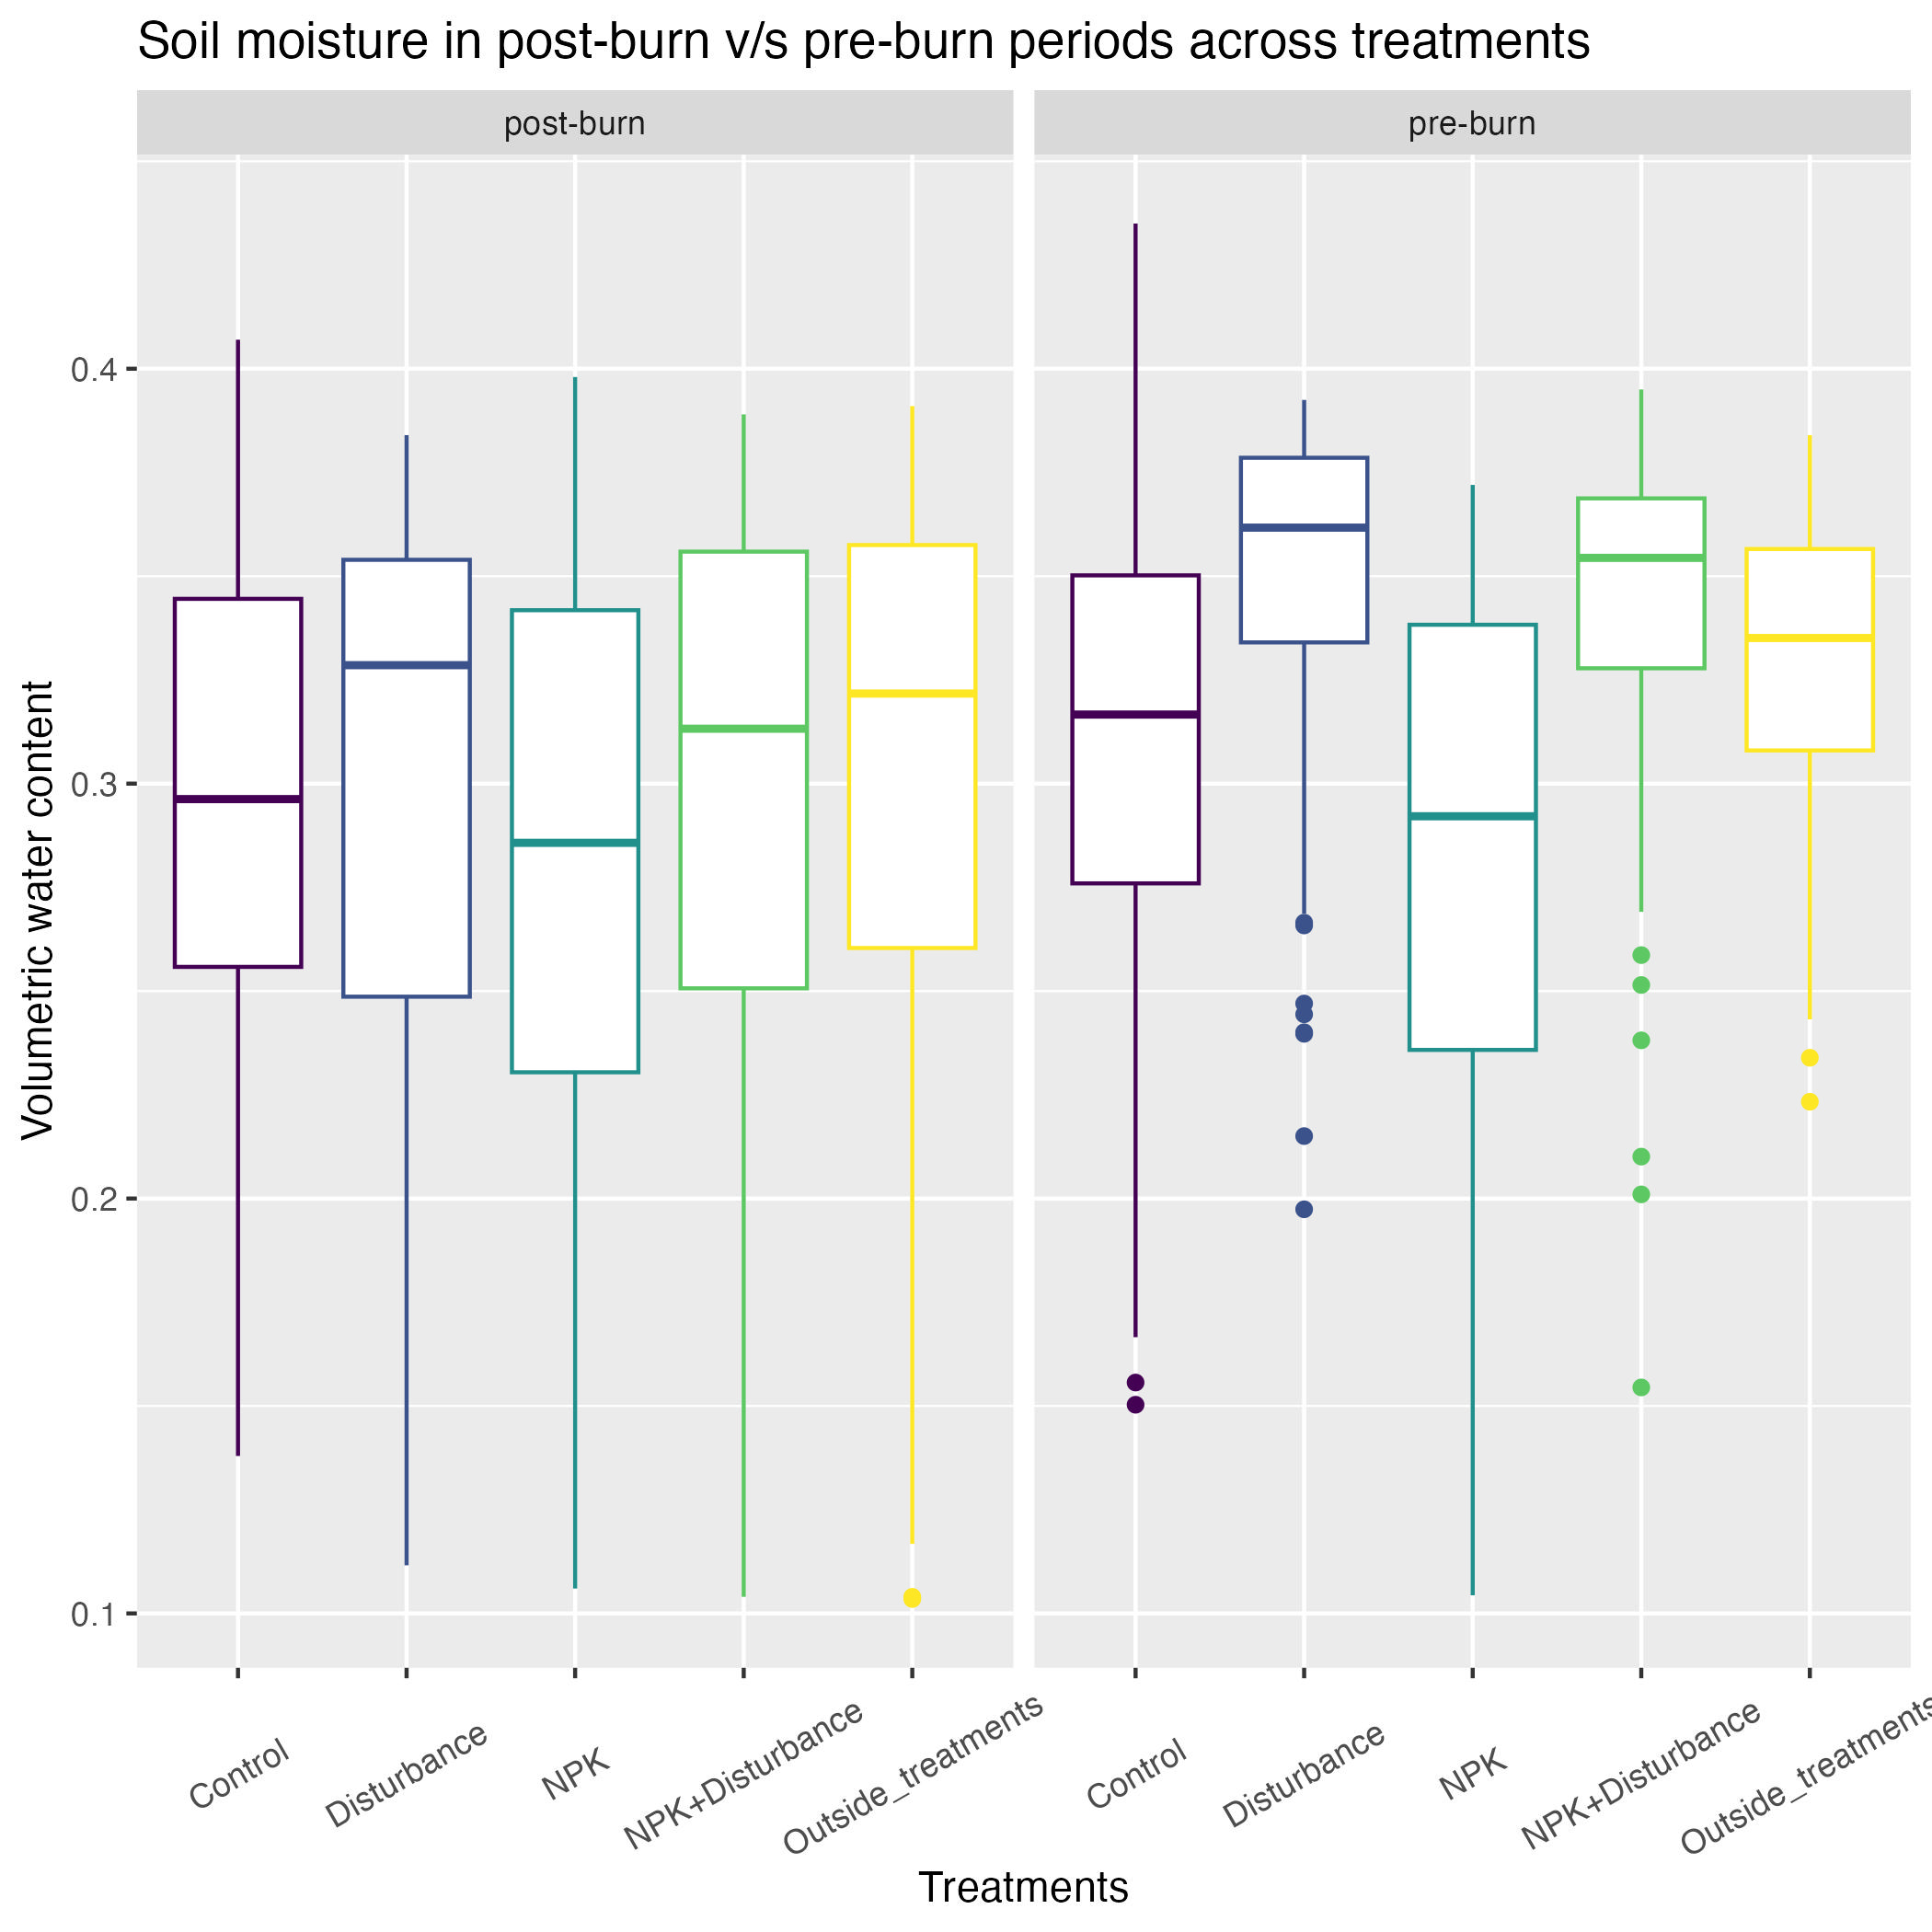 Soil moisture in post-burn v/s pre-burn periods across treatments
post-burn
pre-burn
Volumetric water content
0.4
0.3
0.2
0.1
Control
Disturbance
NPK
NPK+Disturbance
Outside_treatments
Control
Disturbance
NPK
NPK+Disturbance
Outside_treatments
Treatments